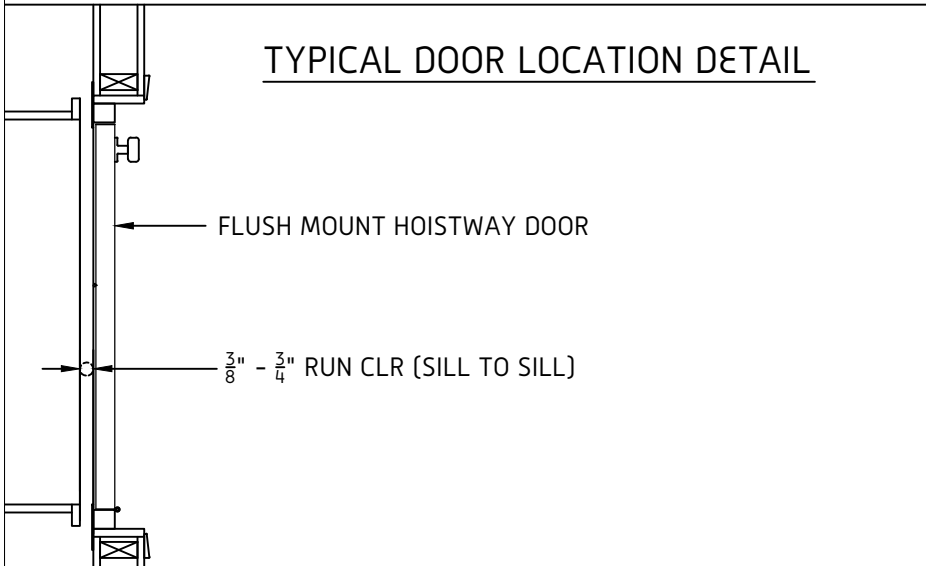 TYPICAL DOOR LOCATION DETAIL
FLUSH MOUNT HOISTWAY DOOR
3/8" - 3/4" RUN CLR (SILL TO SILL)